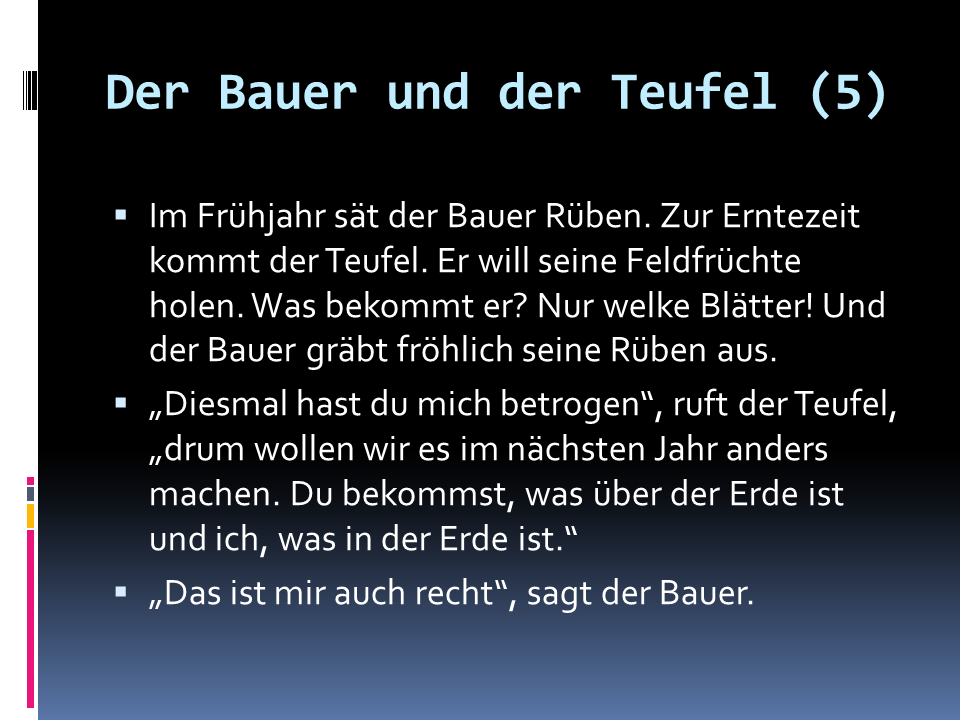 Der Bauer und der Teufel (5)
▪ Im Frühjahr sät der Bauer Rüben. Zur Erntezeit
kommt der Teufel. Er will seine Feldfrüchte
holen. Was bekommt er? Nur welke Blätter! Und
der Bauer gräbt fröhlich seine Rüben aus.
▪ „Diesmal hast du mich betrogen“, ruft der Teufel,
„drum wollen wir es im nächsten Jahr anders
machen. Du bekommst, was über der Erde ist
und ich, was in der Erde ist.“
▪ „Das ist mir auch recht“, sagt der Bauer.